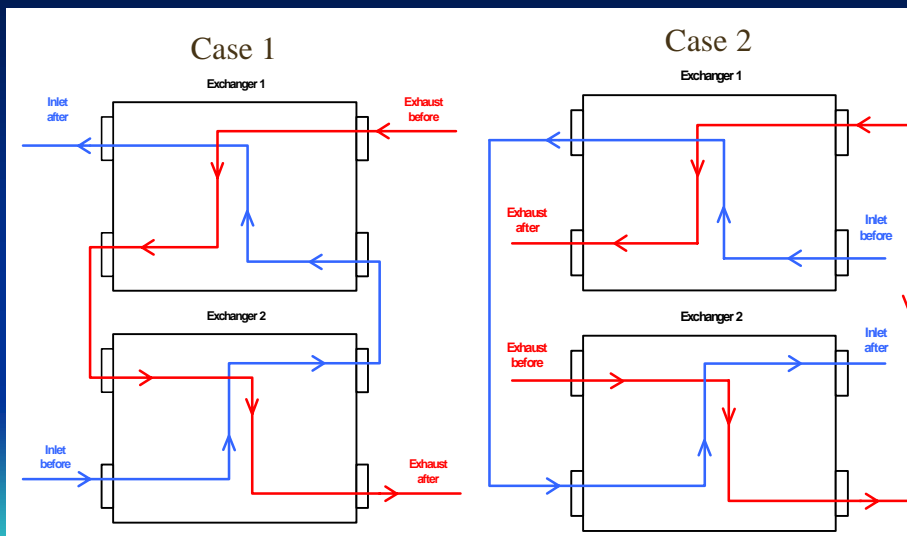 Case 1
Exchanger 1
Inlet
after
Exhaust
before
Exchanger 2
Inlet
before
Exhaust
after
Case 2
Exchanger 1
Exhaust
after
Inlet
before
Exchanger 2
Exhaust
before
Inlet
after